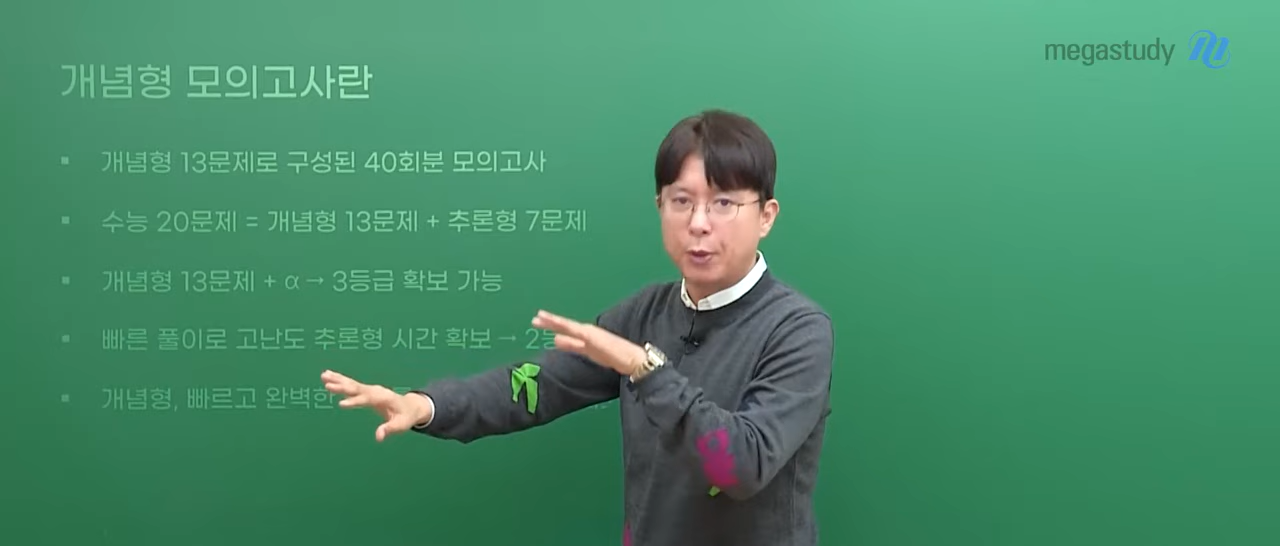 megastudy
개념형 모의고사란
▪ 개념형 13문제로 구성된 40회분 모의고사
▪ 수능 20문제 = 개념형 13문제 + 추론형 7문제
▪ 개념형 13문제 + α → 3등급 확보 가능
▪ 빠른 풀이로 고난도 추론형 시간 확보 → 2등
▪ 개념형, 빠르고 완벽한